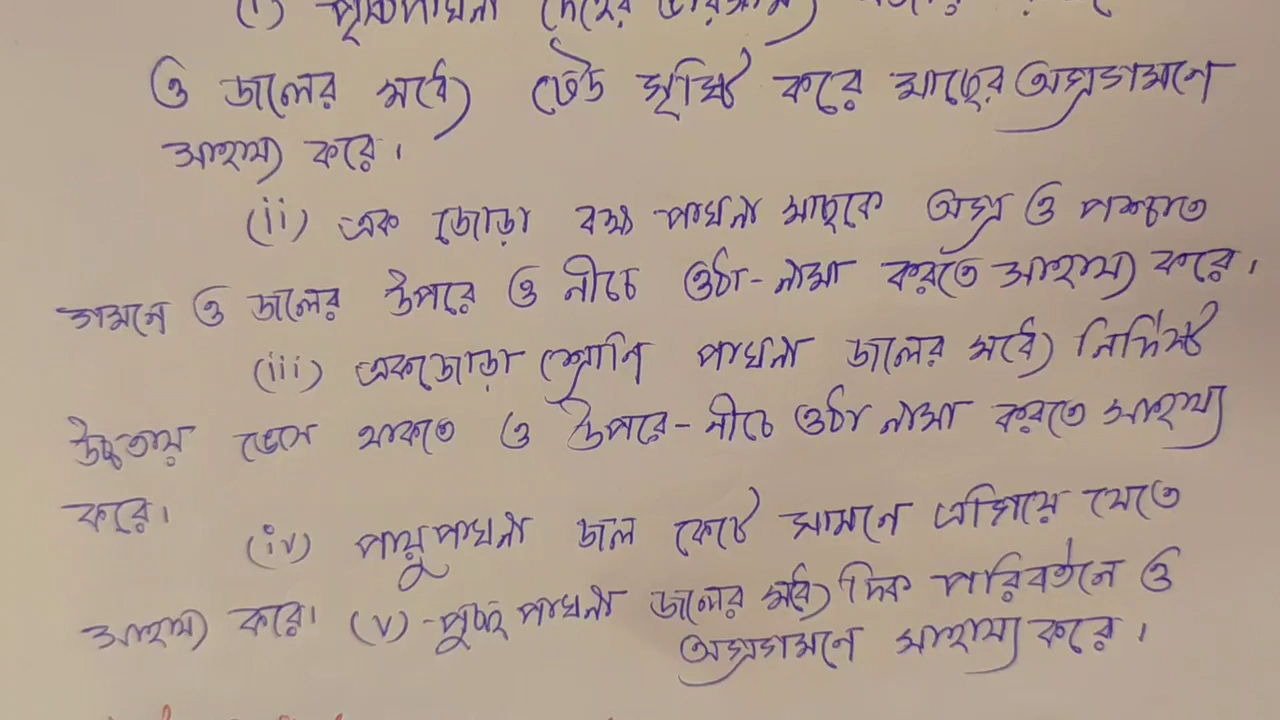 (i) পৃষ্ঠপাখনা দেহের ভারসাম্য
ও জলের মধ্যে ঢেউ সৃষ্টি করে মাছের অগ্রগমনে
সাহায্য করে।
(ii) এক জোড়া বক্ষ পাখনা মাছকে অগ্র ও পশ্চাত
গমনে ও জলের উপরে ও নীচে ওঠা-নামা করতে সাহায্য করে।
(iii) একজোড়া শ্রোণি পাখনা জলের মধ্যে নির্দিষ্ট
উচ্চতায় ভেসে থাকতে ও উপরে-নীচে ওঠা নামা করতে সাহায্য
করে।
(iv) পায়ুপাখনা জল কেটে সামনে এগিয়ে যেতে
সাহায্য করে। (v) পুচ্ছ পাখনা জলের মধ্যে দিক পরিবর্তনে ও
অগ্রগমনে সাহায্য করে।